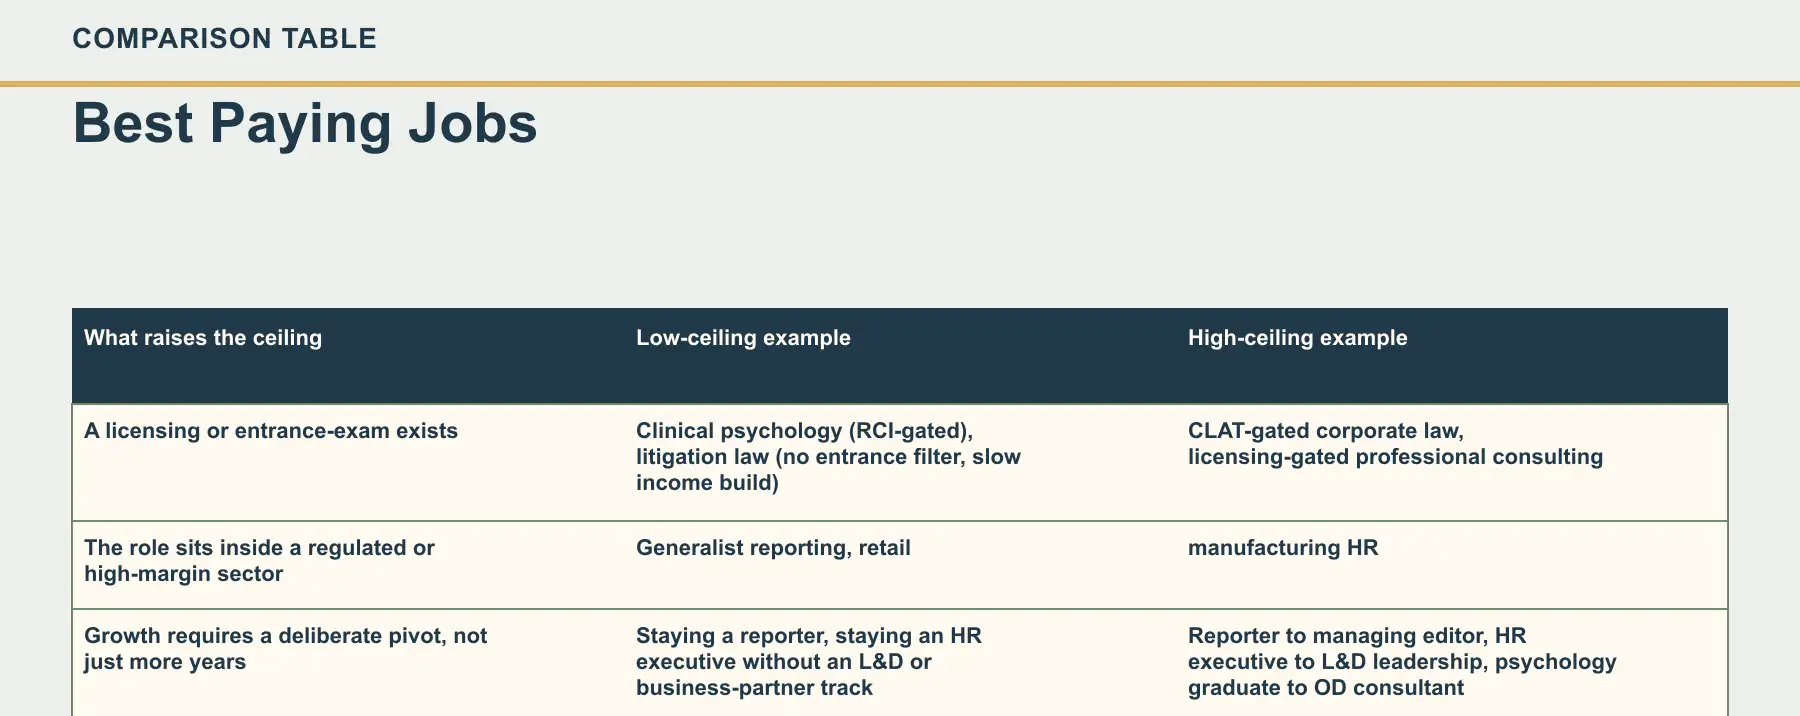 COMPARISON TABLE
Best Paying Jobs
What raises the ceiling
Low-ceiling example
High-ceiling example
A licensing or entrance-exam exists
Clinical psychology (RCI-gated),
litigation law (no entrance filter, slow
income build)
CLAT-gated corporate law,
licensing-gated professional consulting
The role sits inside a regulated or
high-margin sector
Generalist reporting, retail
manufacturing HR
Growth requires a deliberate pivot, not
just more years
Staying a reporter, staying an HR
executive without an L&D or
business-partner track
Reporter to managing editor, HR
executive to L&D leadership, psychology
graduate to OD consultant